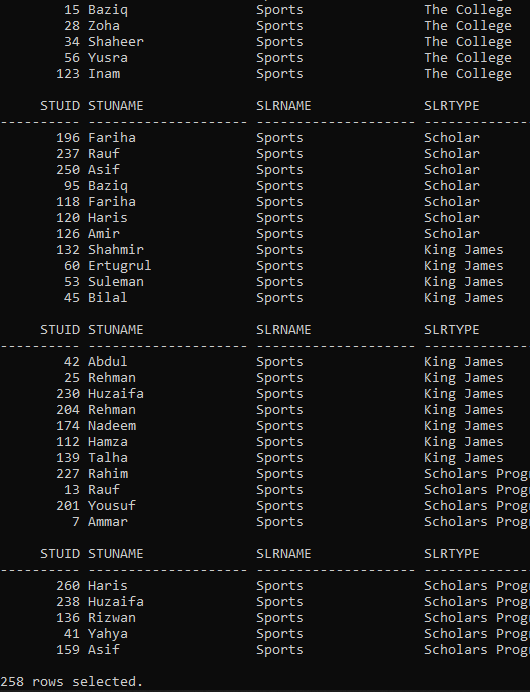 15 Baziq Sports The College
28 Zoha Sports The College
34 Shaheer Sports The College
56 Yusra Sports The College
123 Inam Sports The College
STUID STUNAME SLRNAME SLRTYPE
---------- -------------------- -------------------- -------------
196 Fariha Sports Scholar
237 Rauf Sports Scholar
250 Asif Sports Scholar
95 Baziq Sports Scholar
118 Fariha Sports Scholar
120 Haris Sports Scholar
126 Amir Sports Scholar
132 Shahmir Sports King James
60 Ertugrul Sports King James
53 Suleman Sports King James
45 Bilal Sports King James
STUID STUNAME SLRNAME SLRTYPE
---------- -------------------- -------------------- -------------
42 Abdul Sports King James
25 Rehman Sports King James
230 Huzaifa Sports King James
204 Rehman Sports King James
174 Nadeem Sports King James
112 Hamza Sports King James
139 Talha Sports King James
227 Rahim Sports Scholars Prog
13 Rauf Sports Scholars Prog
201 Yousuf Sports Scholars Prog
7 Ammar Sports Scholars Prog
STUID STUNAME SLRNAME SLRTYPE
---------- -------------------- -------------------- -------------
260 Haris Sports Scholars Prog
238 Huzaifa Sports Scholars Prog
136 Rizwan Sports Scholars Prog
41 Yahya Sports Scholars Prog
159 Asif Sports Scholars Prog
258 rows selected.